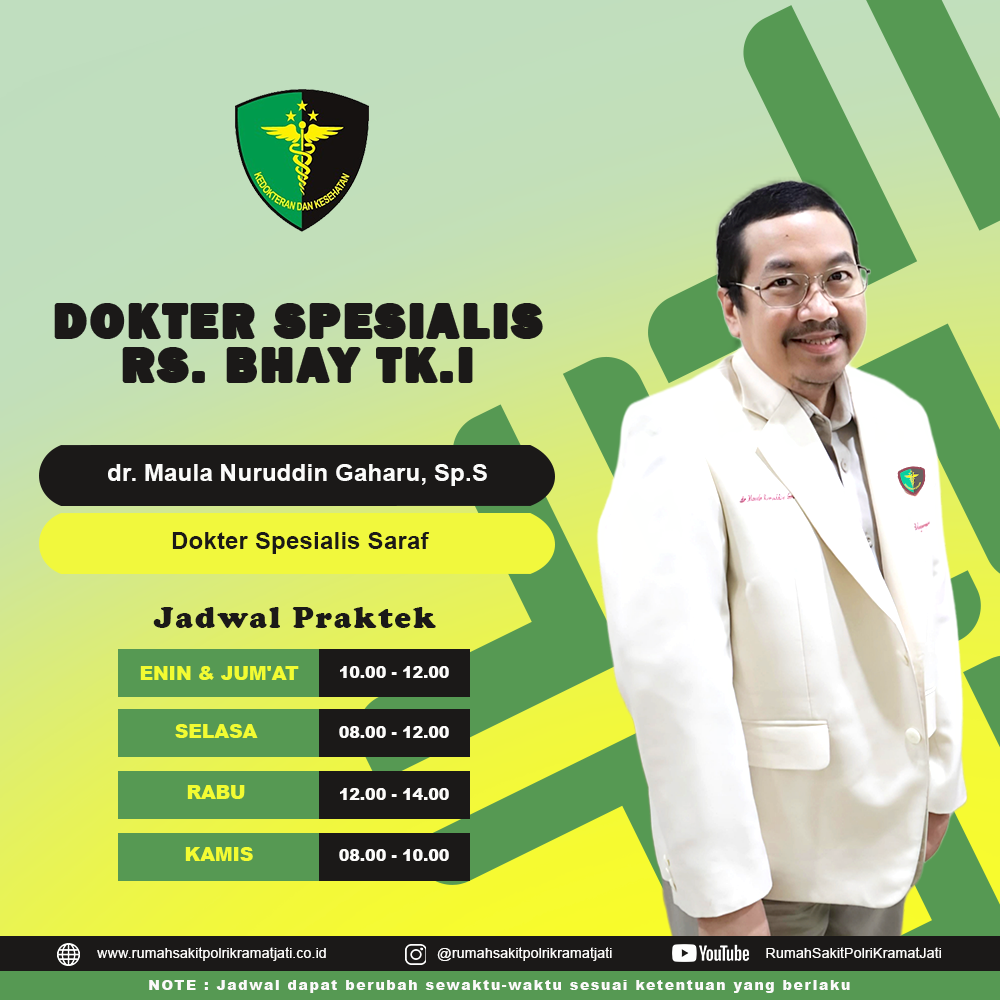 KEDOKTERAN DAN KESEHATAN
DOKTER SPESIALIS
RS. BHAY TK.I
dr. Maula Nuruddin Gaharu, Sp.S
Dokter Spesialis Saraf
Jadwal Praktek
ENIN & JUM'AT 10.00 - 12.00
SELASA 08.00 - 12.00
RABU 12.00 - 14.00
KAMIS 08.00 - 10.00
www.rumahsakitpolrikramatjati.co.id @rumahsakitpolrikramatjati YouTube RumahSakitPolriKramatJati
NOTE : Jadwal dapat berubah sewaktu-waktu sesuai ketentuan yang berlaku